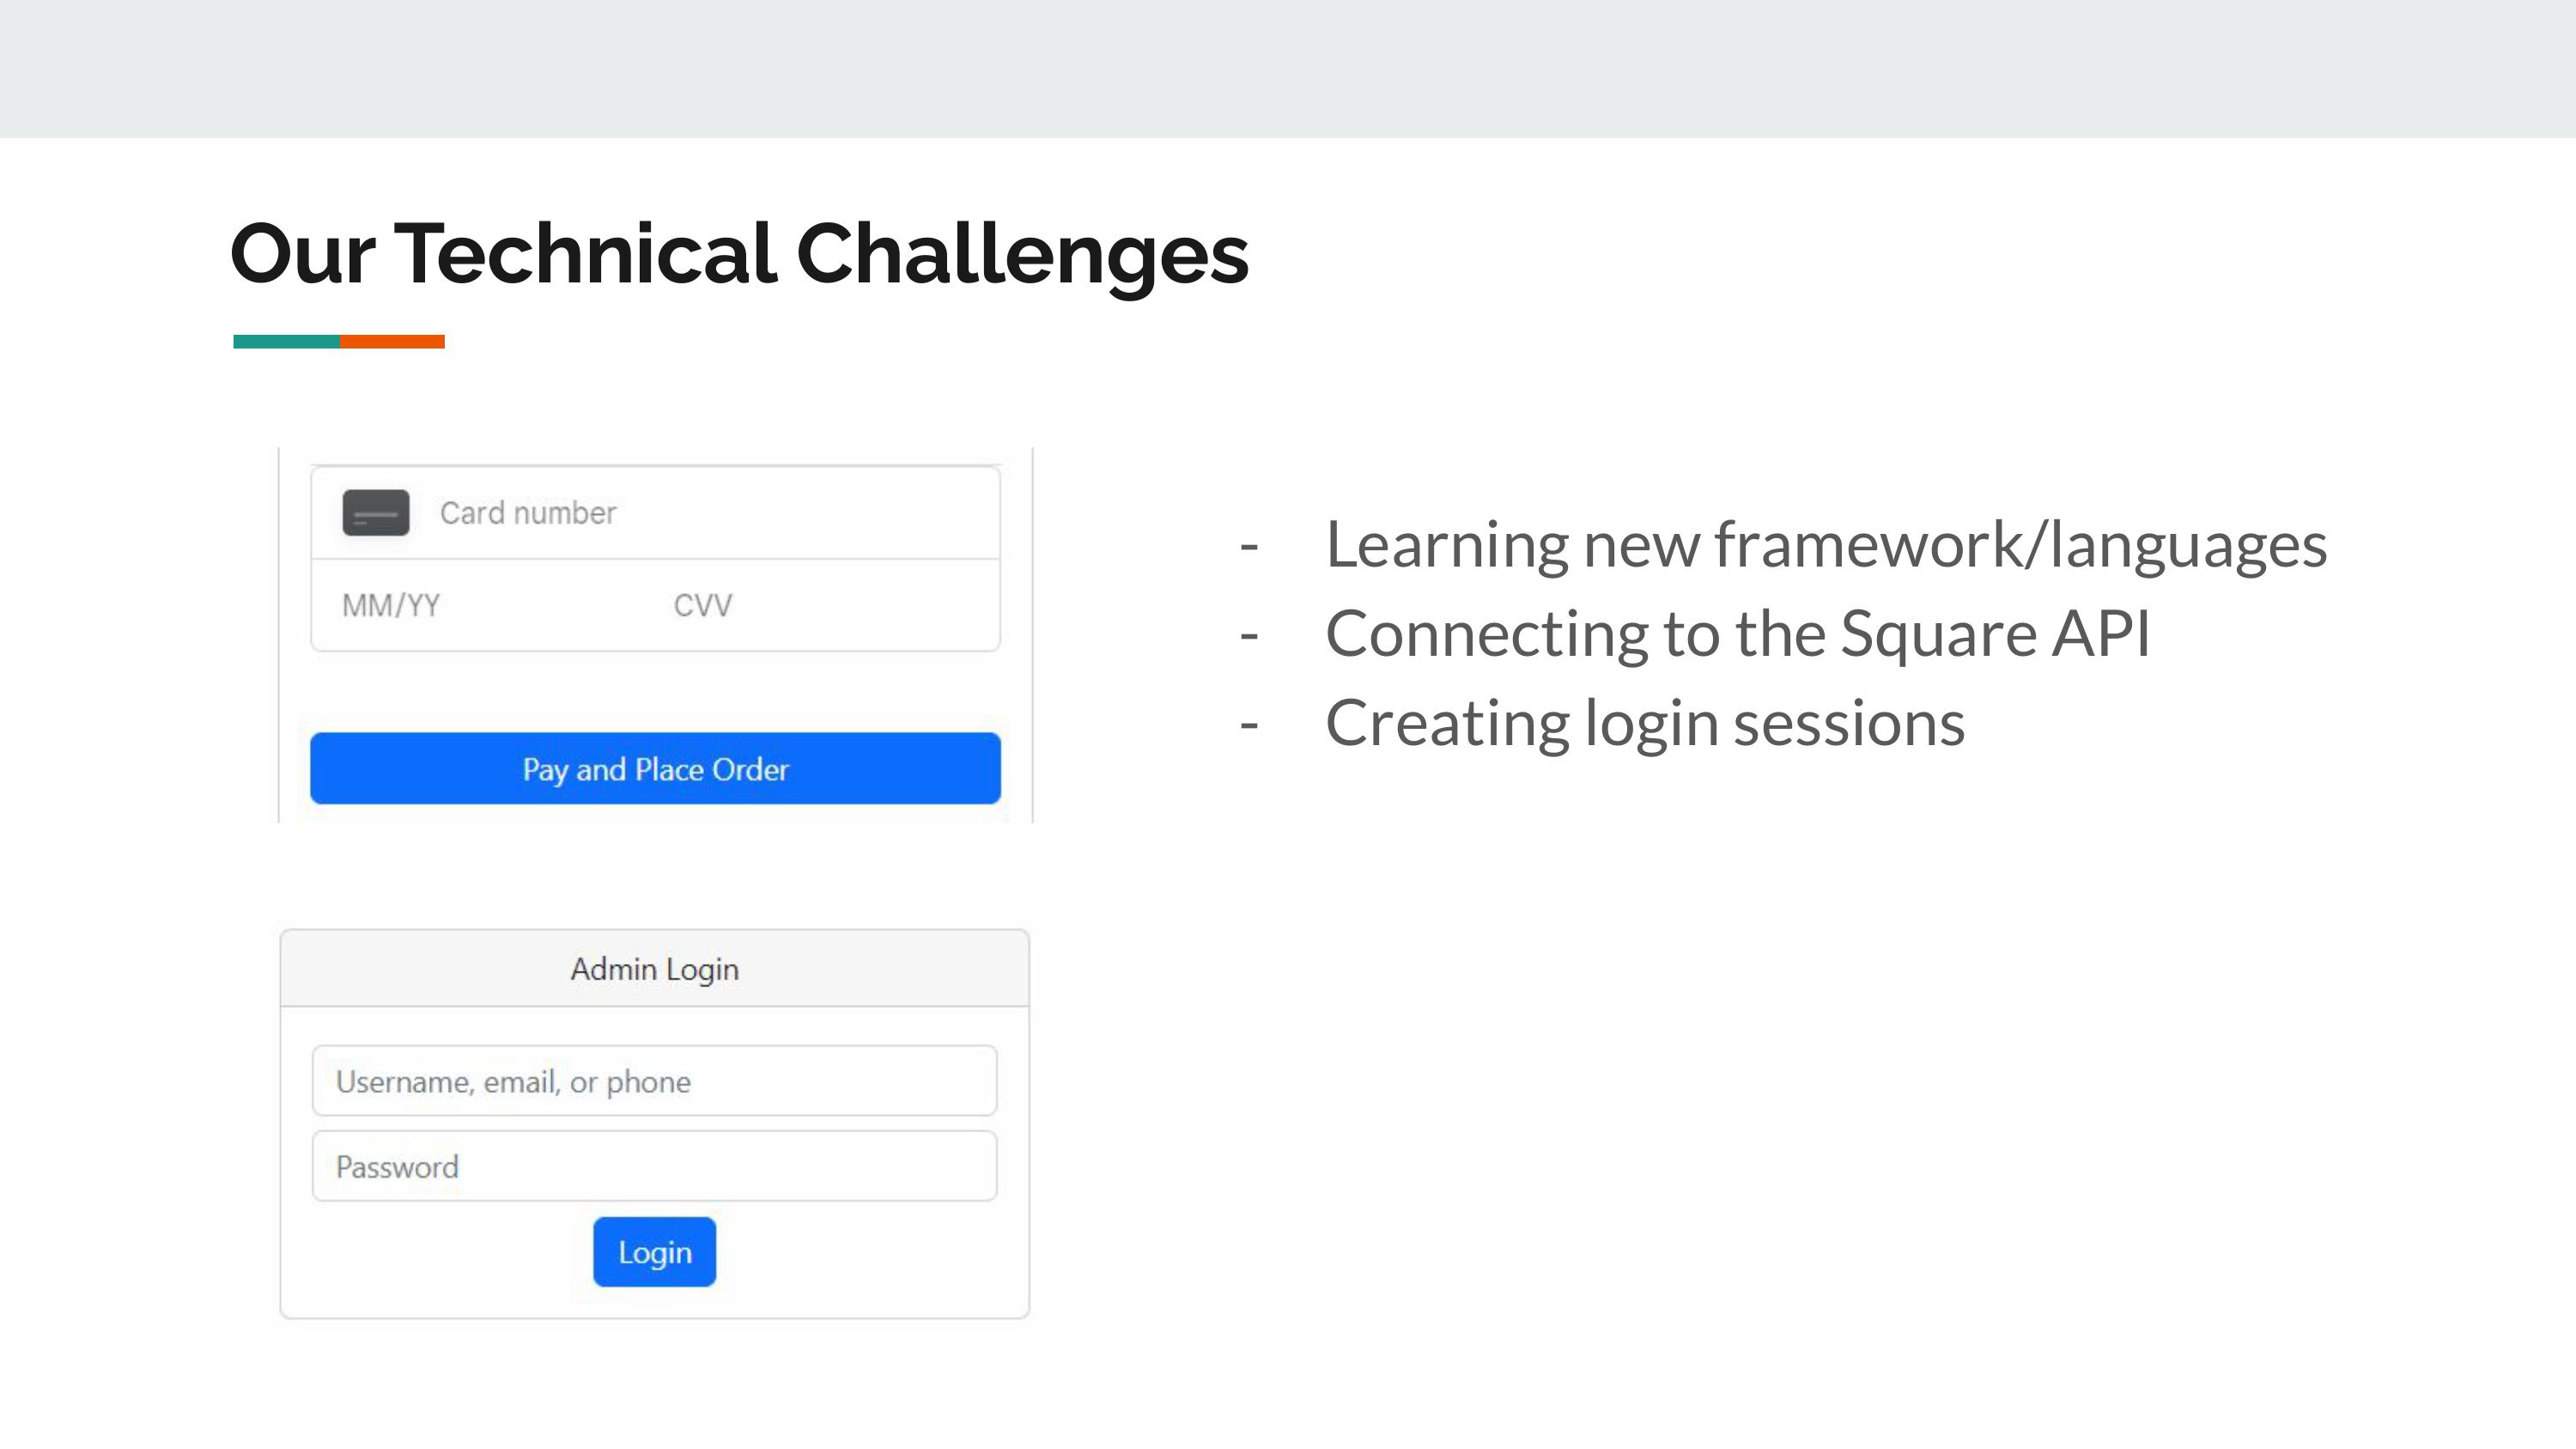 Our Technical Challenges
Card number
MM/YY CVV
Pay and Place Order
Admin Login
Username, email, or phone
Password
Login
- Learning new framework/languages
- Connecting to the Square API
- Creating login sessions